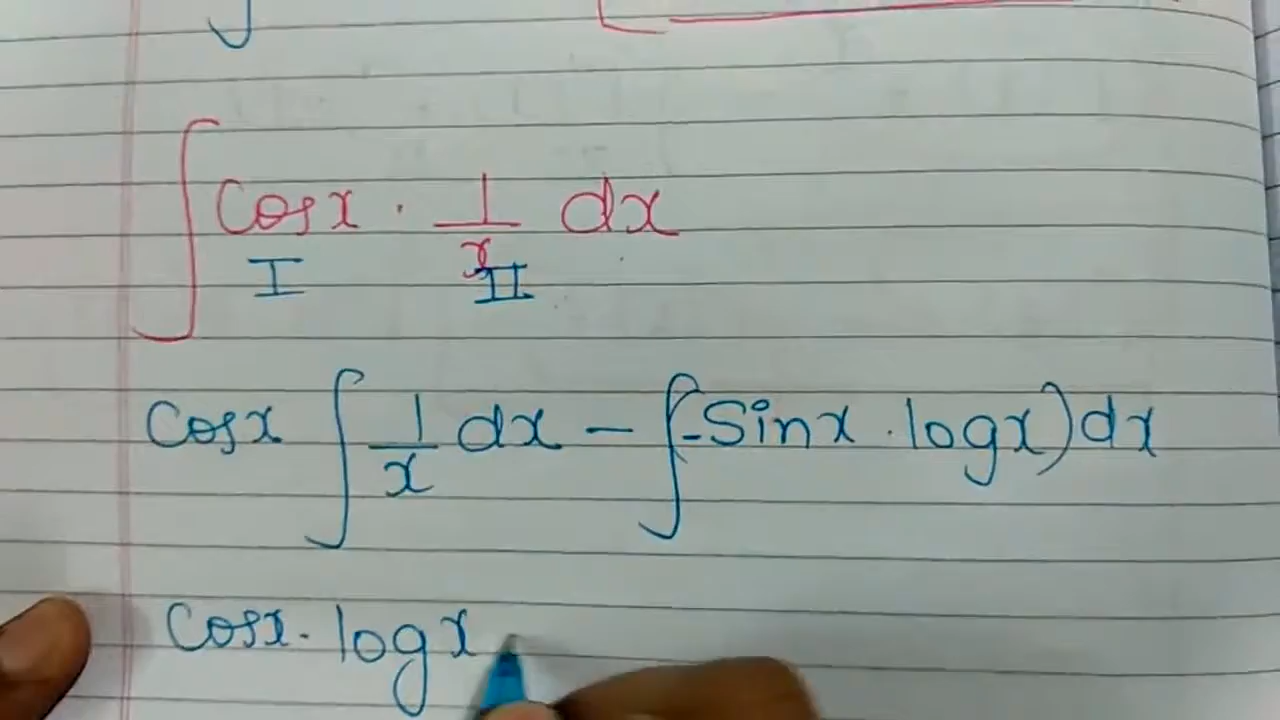 ∫ Cosx · 1/x dx
I II
Cosx ∫ 1/x dx − ∫(-Sinx · logx)dx
Cosx · logx